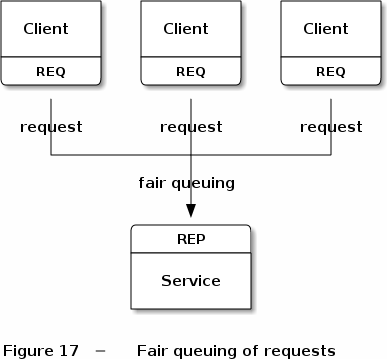 Client Client Client
REQ REQ REQ
request request request
fair queuing
REP
Service
Figure 17 – Fair queuing of requests